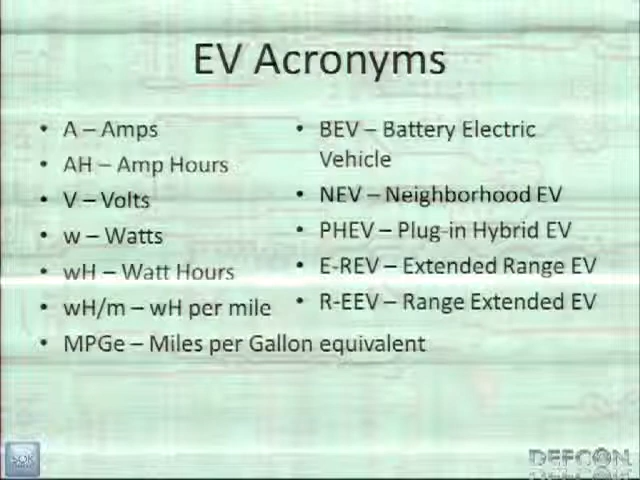 EV Acronyms
• A – Amps
• AH – Amp Hours
• V – Volts
• w – Watts
• wH – Watt Hours
• wH/m – wH per mile
• MPGe – Miles per Gallon equivalent
• BEV – Battery Electric
Vehicle
• NEV – Neighborhood EV
• PHEV – Plug-in Hybrid EV
• E-REV – Extended Range EV
• R-EEV – Range Extended EV
DEFCON